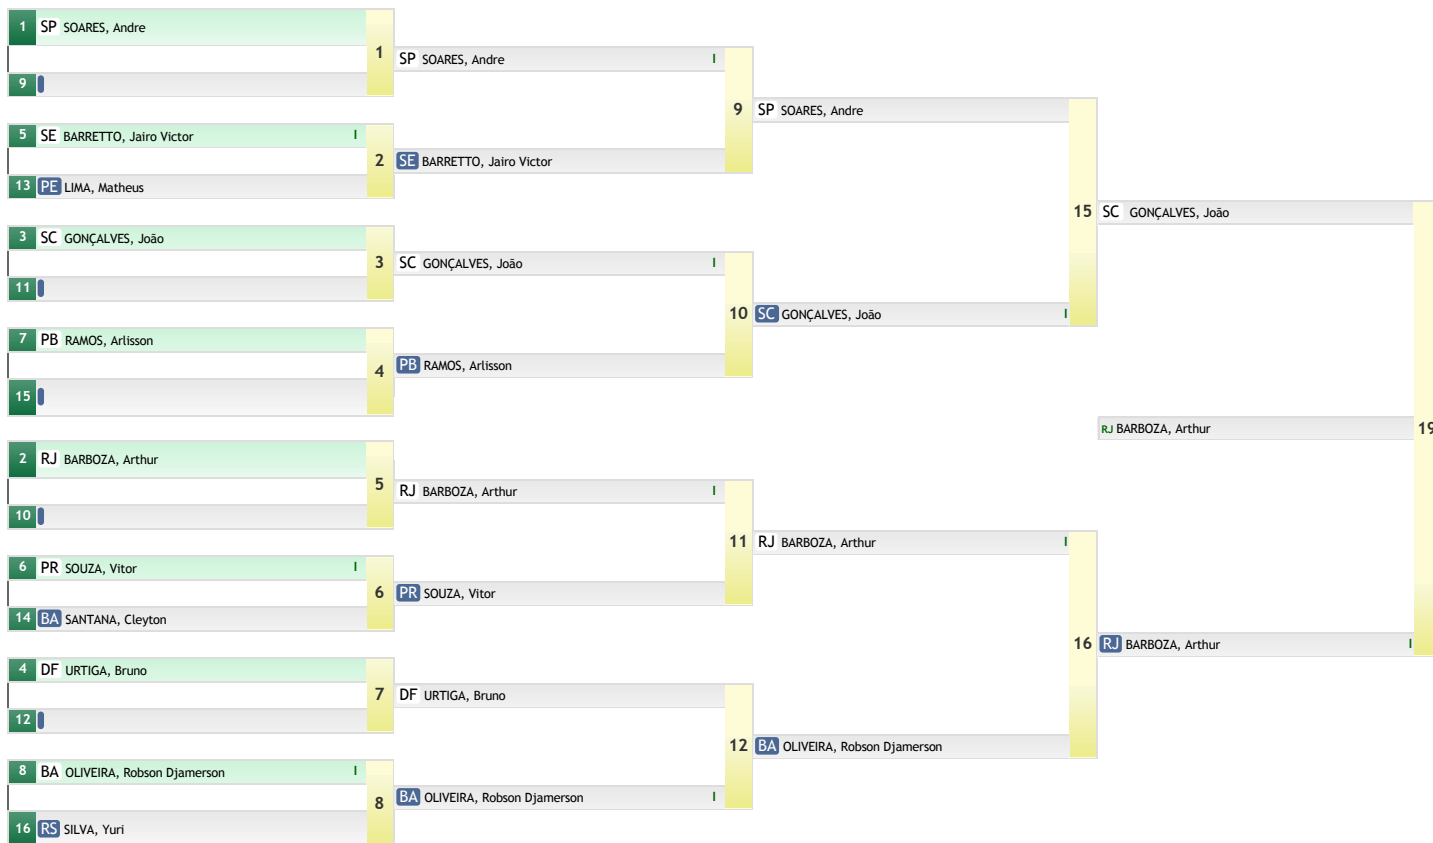 1 SP SOARES, Andre
1
9
SP SOARES, Andre I
9
5 SE BARRETTO, Jairo Victor I
2
13 PE LIMA, Matheus
SE BARRETTO, Jairo Victor
SP SOARES, Andre
15
3 SC GONÇALVES, João
3
11
SC GONÇALVES, João I
10
7 PB RAMOS, Arlisson
4
15
PB RAMOS, Arlisson
SC GONÇALVES, João I
SC GONÇALVES, João
RJ BARBOZA, Arthur
19
2 RJ BARBOZA, Arthur
5
10
RJ BARBOZA, Arthur I
11
6 PR SOUZA, Vitor I
6
14 BA SANTANA, Cleyton
PR SOUZA, Vitor
RJ BARBOZA, Arthur I
16
4 DF URTIGA, Bruno
7
12
DF URTIGA, Bruno
12
8 BA OLIVEIRA, Robson Djamerson I
8
16 RS SILVA, Yuri
BA OLIVEIRA, Robson Djamerson I
BA OLIVEIRA, Robson Djamerson
RJ BARBOZA, Arthur I